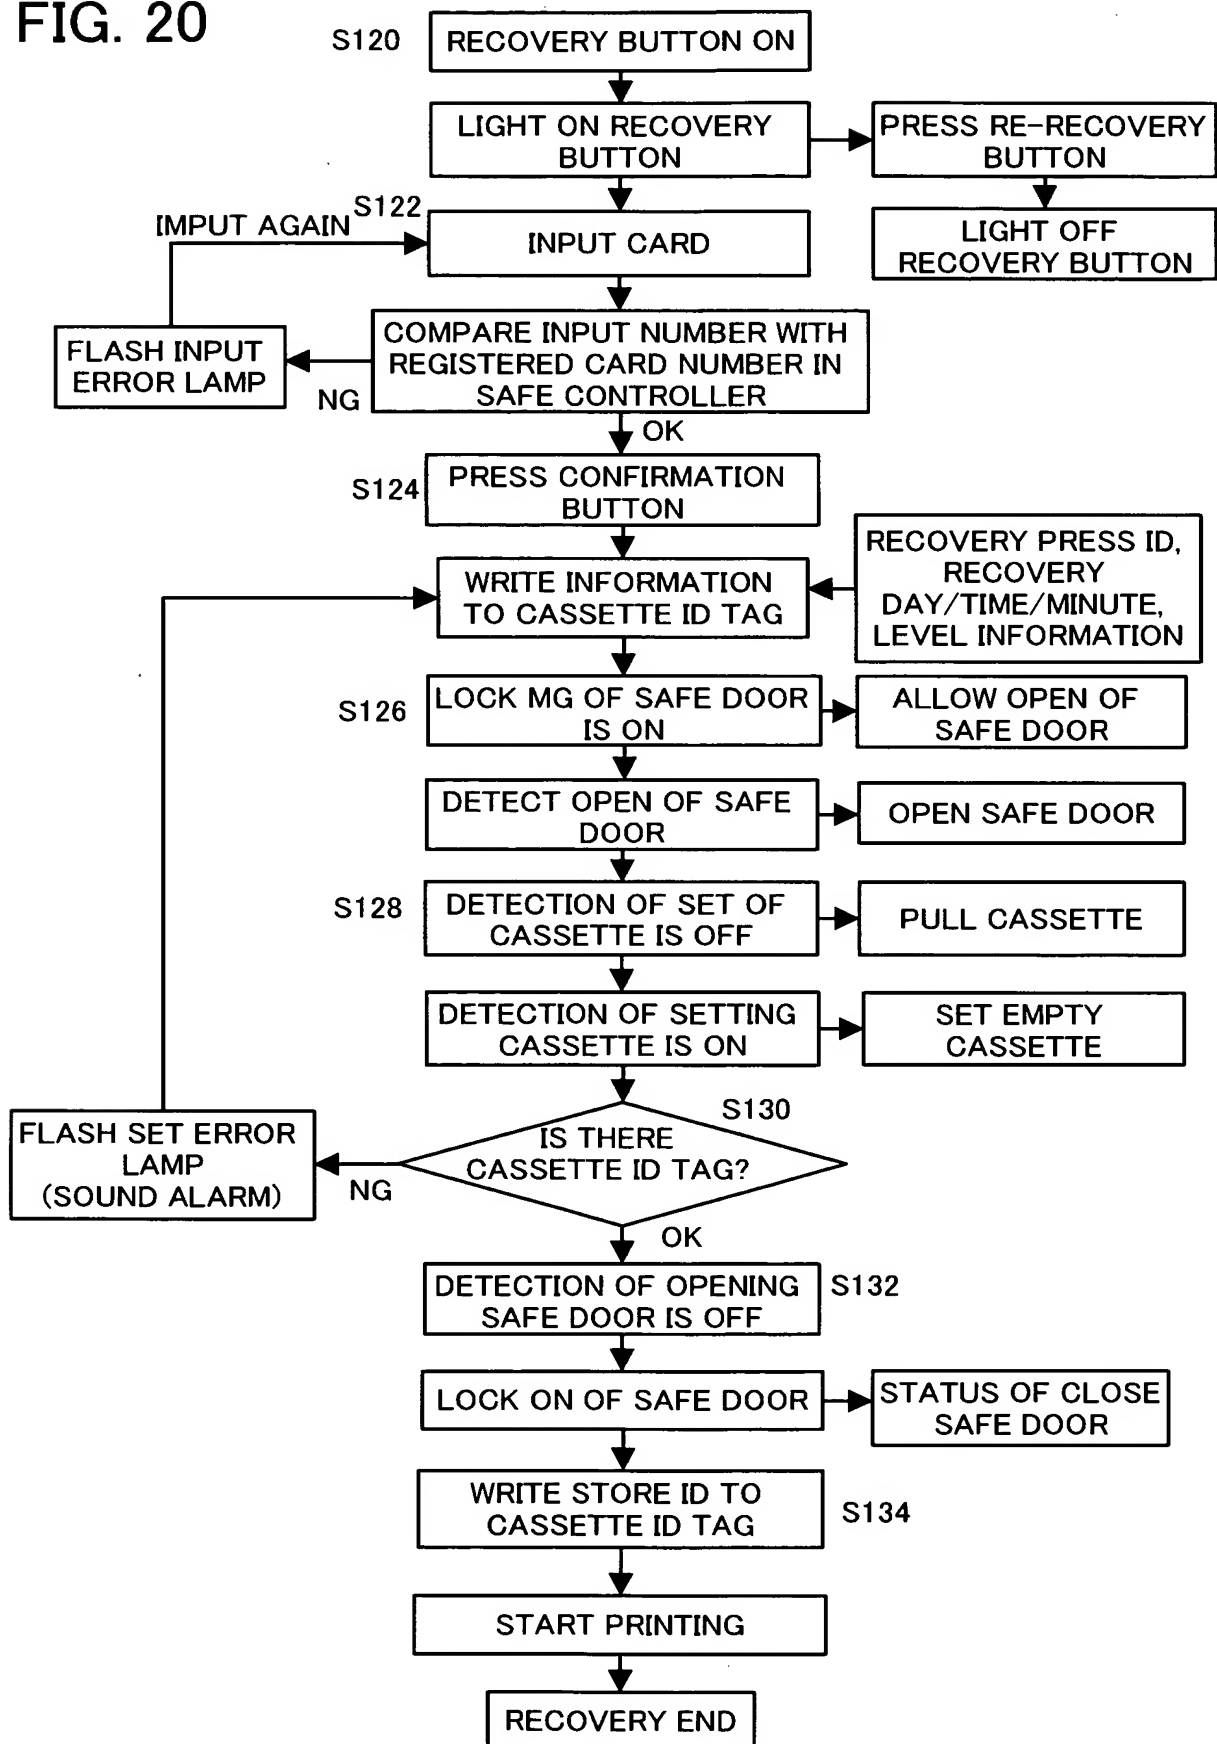 FIG. 20
S120
RECOVERY BUTTON ON
LIGHT ON RECOVERY
BUTTON
PRESS RE-RECOVERY
BUTTON
LIGHT OFF
RECOVERY BUTTON
IMPUT AGAIN
S122
INPUT CARD
FLASH INPUT
ERROR LAMP
NG
COMPARE INPUT NUMBER WITH
REGISTERED CARD NUMBER IN
SAFE CONTROLLER
OK
S124
PRESS CONFIRMATION
BUTTON
WRITE INFORMATION
TO CASSETTE ID TAG
RECOVERY PRESS ID,
RECOVERY
DAY/TIME/MINUTE,
LEVEL INFORMATION
S126
LOCK MG OF SAFE DOOR
IS ON
ALLOW OPEN OF
SAFE DOOR
DETECT OPEN OF SAFE
DOOR
OPEN SAFE DOOR
S128
DETECTION OF SET OF
CASSETTE IS OFF
PULL CASSETTE
DETECTION OF SETTING
CASSETTE IS ON
SET EMPTY
CASSETTE
S130
IS THERE
CASSETTE ID TAG?
FLASH SET ERROR
LAMP
(SOUND ALARM)
NG
OK
DETECTION OF OPENING
SAFE DOOR IS OFF
S132
LOCK ON OF SAFE DOOR
STATUS OF CLOSE
SAFE DOOR
WRITE STORE ID TO
CASSETTE ID TAG
S134
START PRINTING
RECOVERY END